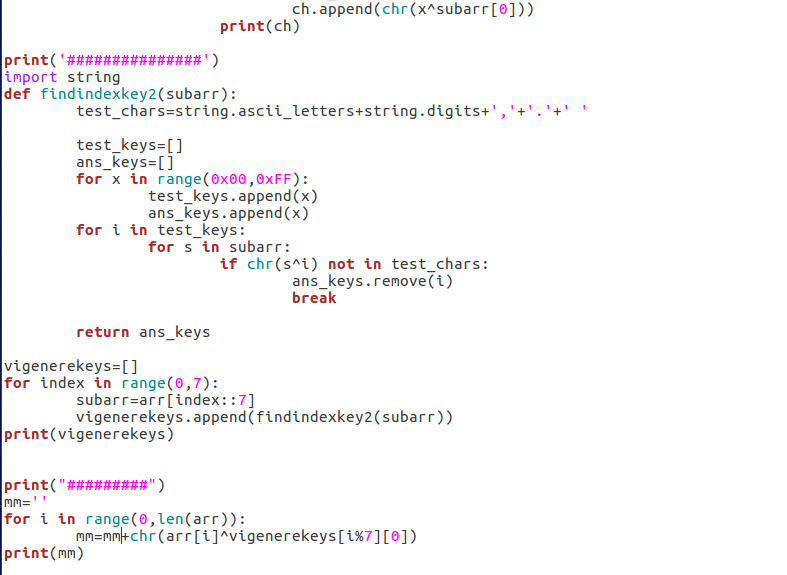 ch.append(chr(x^subarr[0]))
print(ch)
print('###############')
import string
def findindexkey2(subarr):
test_chars=string.ascii_letters+string.digits+','+'.'+' '
test_keys=[]
ans_keys=[]
for x in range(0x00,0xFF):
test_keys.append(x)
ans_keys.append(x)
for i in test_keys:
for s in subarr:
if chr(s^i) not in test_chars:
ans_keys.remove(i)
break
return ans_keys
vigenerekeys=[]
for index in range(0,7):
subarr=arr[index::7]
vigenerekeys.append(findindexkey2(subarr))
print(vigenerekeys)
print("#########")
mm=''
for i in range(0,len(arr)):
mm=mm+chr(arr[i]^vigenerekeys[i%7][0])
print(mm)